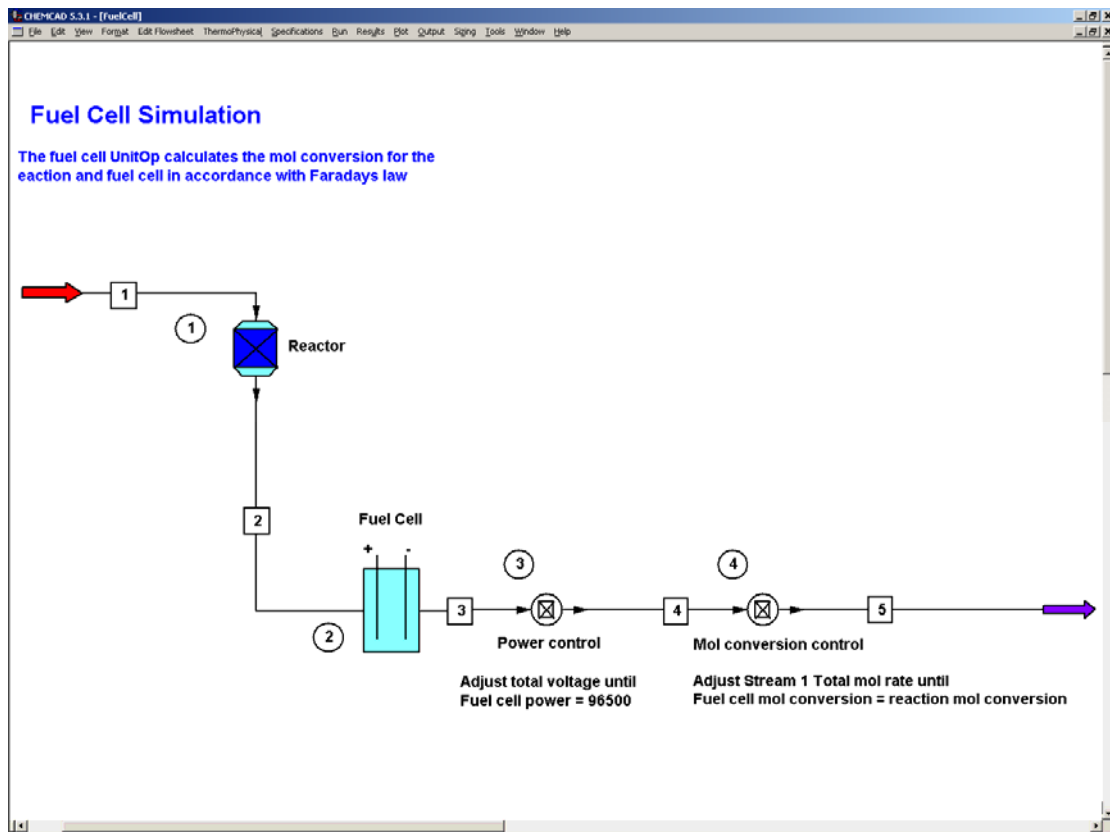 CHEMCAD 5.3.1 - [FuelCell]
File Edit View Format Edit Flowsheet ThermoPhysical Specifications Run Results Plot Output Sizing Tools Window Help
Fuel Cell Simulation
The fuel cell UnitOp calculates the mol conversion for the
eaction and fuel cell in accordance with Faradays law
1
1
Reactor
2
Fuel Cell
+ -
3
4
3
4
5
2
Power control
Mol conversion control
Adjust total voltage until
Fuel cell power = 96500
Adjust Stream 1 Total mol rate until
Fuel cell mol conversion = reaction mol conversion